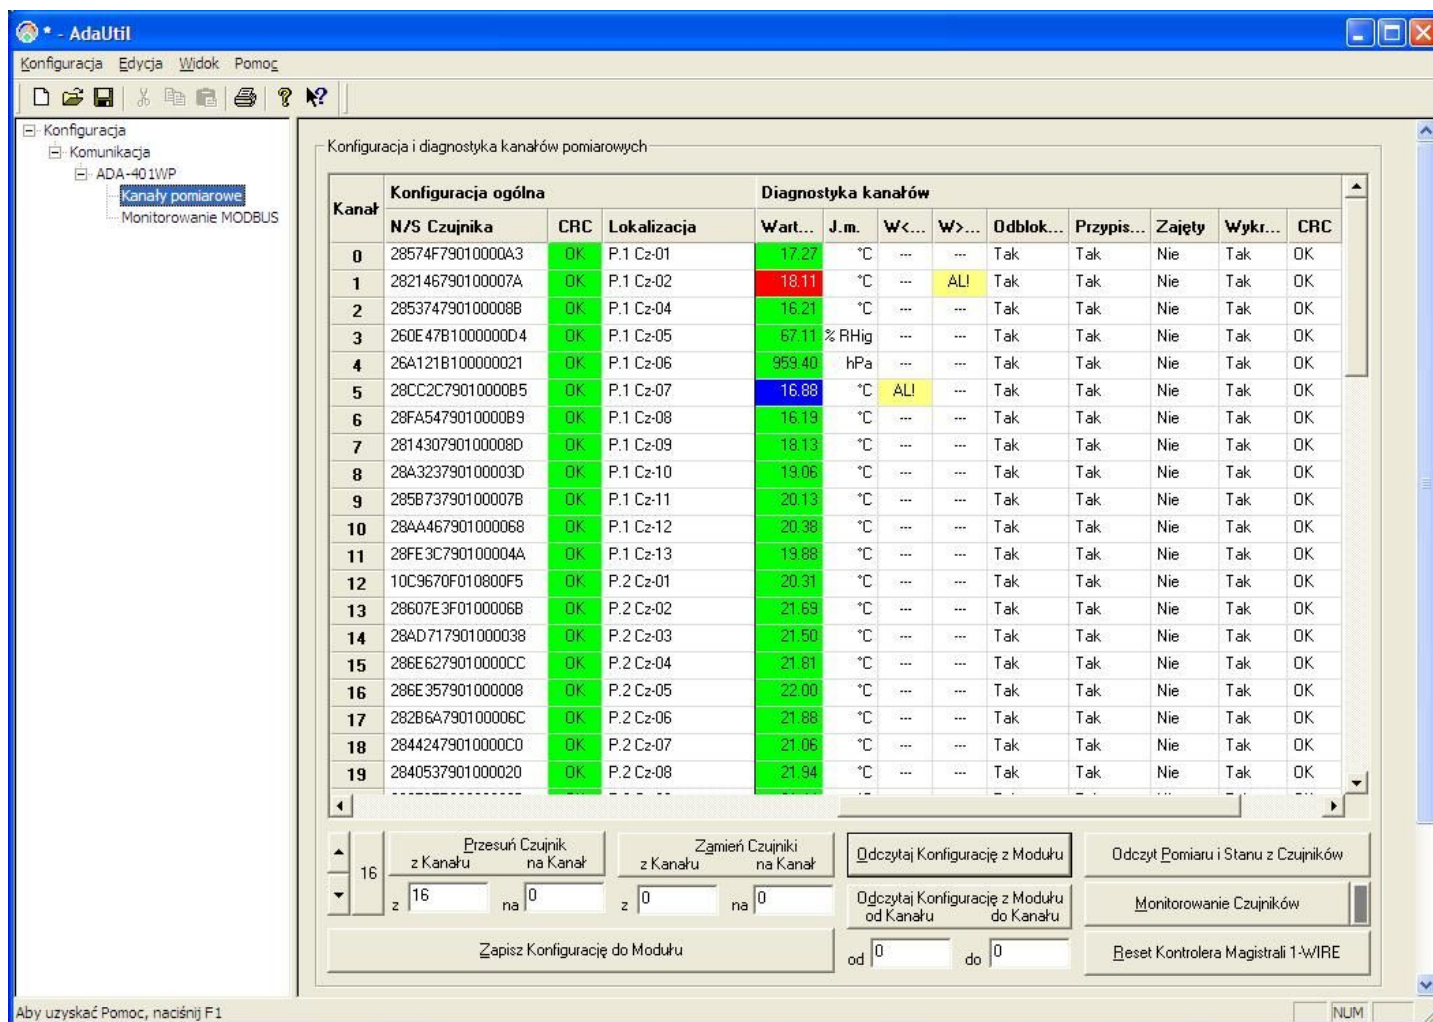 * - AdaUtil
Konfiguracja Edycja Widok Pomoc
Konfiguracja
Komunikacja
ADA-401WP
Kanały pomiarowe
Monitorowanie MODBUS
Konfiguracja i diagnostyka kanałów pomiarowych
Kanał Konfiguracja ogólna Diagnostyka kanałów
N/S Czujnika CRC Lokalizacja Wart... J.m. W<... W>... Odblok... Przypis... Zajęty Wykr... CRC
0 28574F79010000A3 OK P.1 Cz-01 17.27 °C --- --- Tak Tak Nie Tak OK
1 282146790100007A OK P.1 Cz-02 18.11 °C --- AL! Tak Tak Nie Tak OK
2 285374790100008B OK P.1 Cz-04 16.21 °C --- --- Tak Tak Nie Tak OK
3 260E47B1000000D4 OK P.1 Cz-05 67.11 % RHig --- --- Tak Tak Nie Tak OK
4 26A121B100000021 OK P.1 Cz-06 959.40 hPa --- --- Tak Tak Nie Tak OK
5 28CC2C79010000B5 OK P.1 Cz-07 16.88 °C AL! --- Tak Tak Nie Tak OK
6 28FA5479010000B9 OK P.1 Cz-08 16.19 °C --- --- Tak Tak Nie Tak OK
7 281430790100008D OK P.1 Cz-09 18.13 °C --- --- Tak Tak Nie Tak OK
8 28A323790100003D OK P.1 Cz-10 19.06 °C --- --- Tak Tak Nie Tak OK
9 285B73790100007B OK P.1 Cz-11 20.13 °C --- --- Tak Tak Nie Tak OK
10 28AA467901000068 OK P.1 Cz-12 20.38 °C --- --- Tak Tak Nie Tak OK
11 28FE3C790100004A OK P.1 Cz-13 19.88 °C --- --- Tak Tak Nie Tak OK
12 10C9670F010800F5 OK P.2 Cz-01 20.31 °C --- --- Tak Tak Nie Tak OK
13 28607E3F0100006B OK P.2 Cz-02 21.69 °C --- --- Tak Tak Nie Tak OK
14 28AD717901000038 OK P.2 Cz-03 21.50 °C --- --- Tak Tak Nie Tak OK
15 286E6279010000CC OK P.2 Cz-04 21.81 °C --- --- Tak Tak Nie Tak OK
16 286E357901000008 OK P.2 Cz-05 22.00 °C --- --- Tak Tak Nie Tak OK
17 282B6A790100006C OK P.2 Cz-06 21.88 °C --- --- Tak Tak Nie Tak OK
18 28442479010000C0 OK P.2 Cz-07 21.06 °C --- --- Tak Tak Nie Tak OK
19 2840537901000020 OK P.2 Cz-08 21.94 °C --- --- Tak Tak Nie Tak OK
16
Przesuń Czujnik
z Kanału na Kanał
z 16 na 0
Zamień Czujniki
z Kanału na Kanał
z 0 na 0
Zapisz Konfigurację do Modułu
Odczytaj Konfigurację z Modułu
Odczytaj Konfigurację z Modułu
od Kanału do Kanału
od 0 do 0
Odczyt Pomiaru i Stanu z Czujników
Monitorowanie Czujników
Reset Kontrolera Magistrali 1-WIRE
Aby uzyskać Pomoc, naciśnij F1
NUM